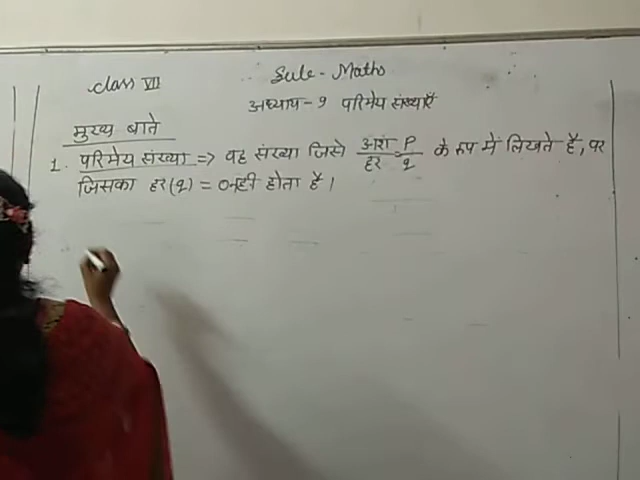 class VII
Sub - Maths
अध्याय - 9 परिमेय संख्याएँ
मुख्य बाते
1. परिमेय संख्या => वह संख्या जिसे अंश/हर = P/q के रूप में लिखते है, पर
जिसका हर (q) = 0 नहीं होता है।